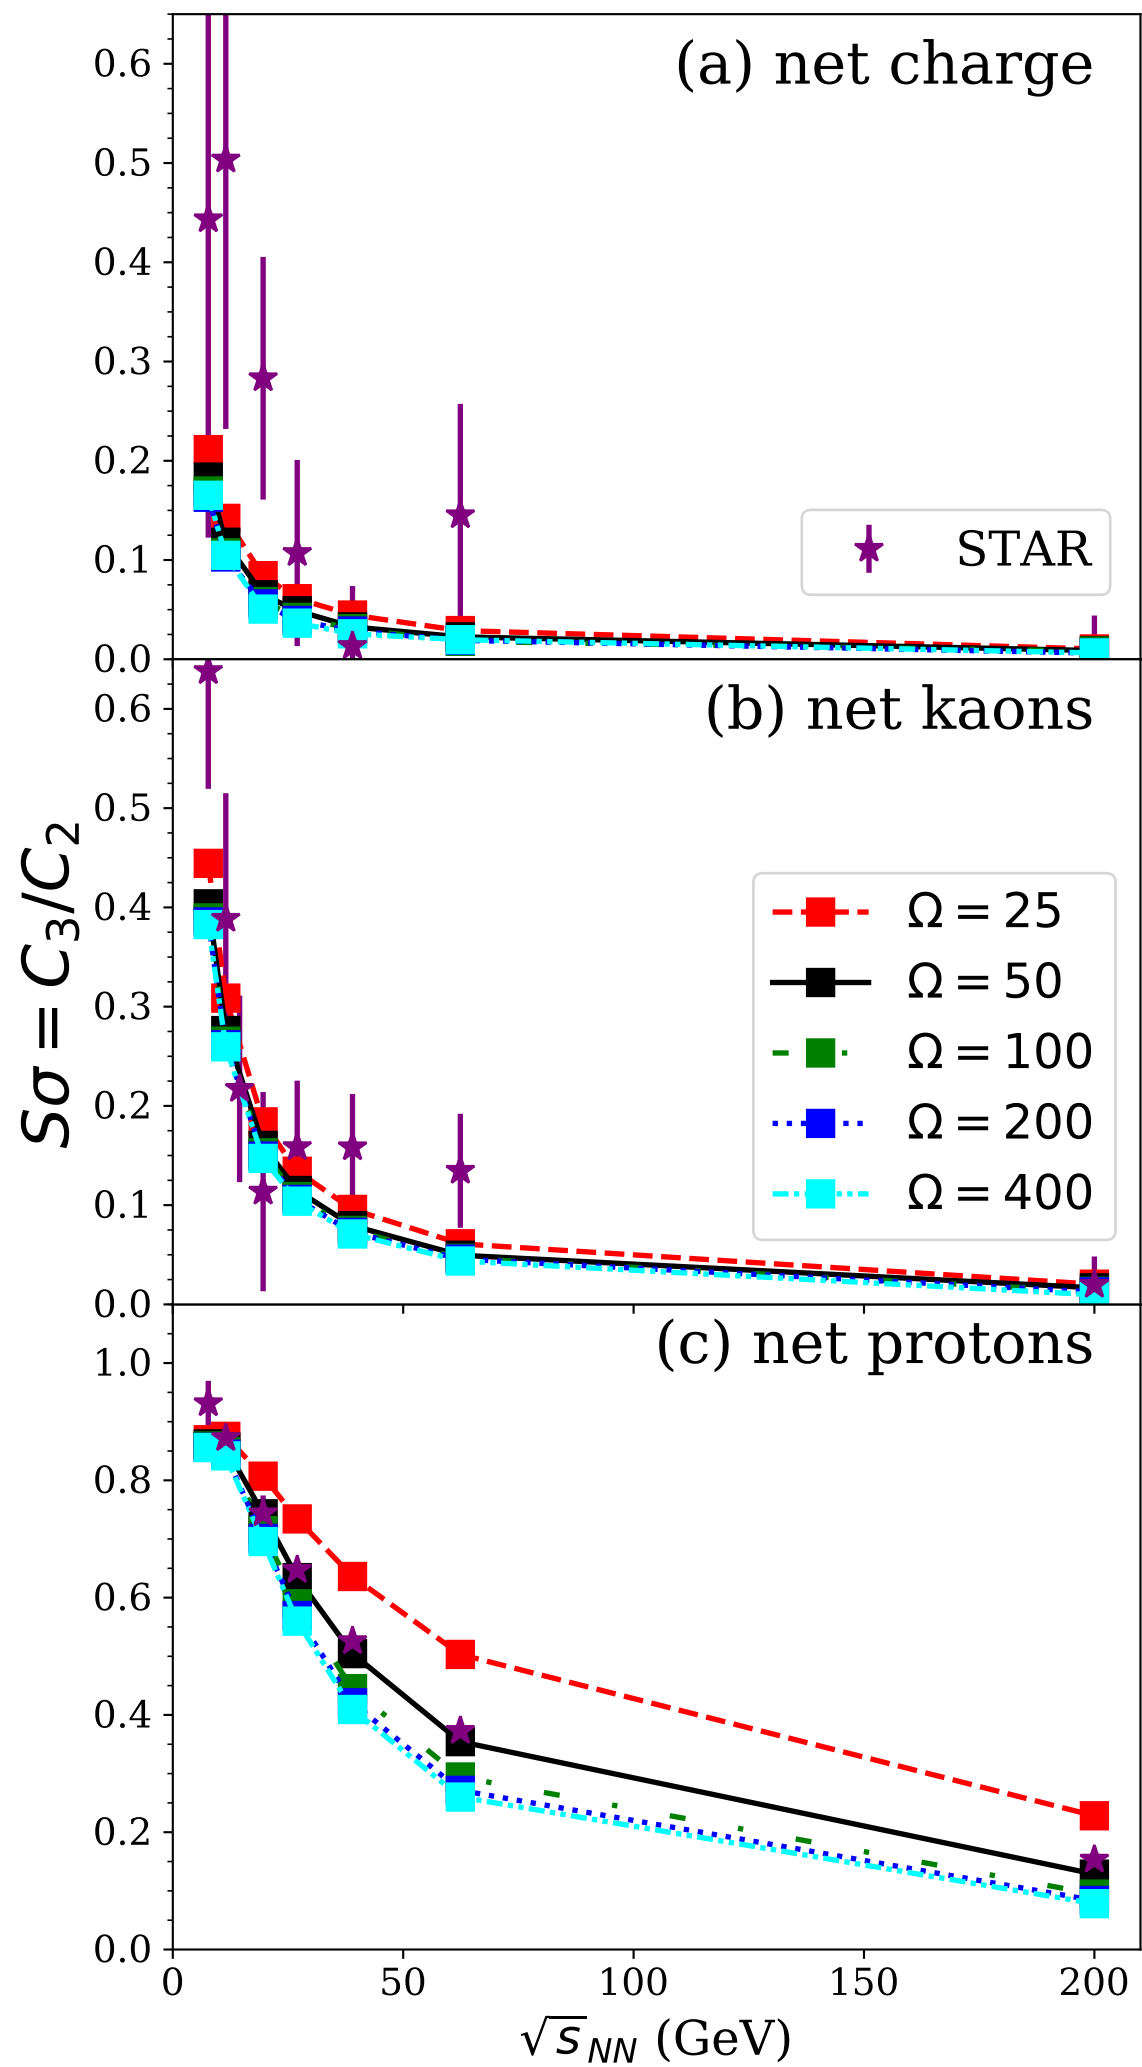 (a) net charge
0.6
0.5
0.4
0.3
0.2
0.1
0.0
STAR
(b) net kaons
0.6
0.5
0.4
0.3
0.2
0.1
0.0
Sσ = C₃/C₂
Ω = 25
Ω = 50
Ω = 100
Ω = 200
Ω = 400
(c) net protons
1.0
0.8
0.6
0.4
0.2
0.0
0 50 100 150 200
√s_NN (GeV)